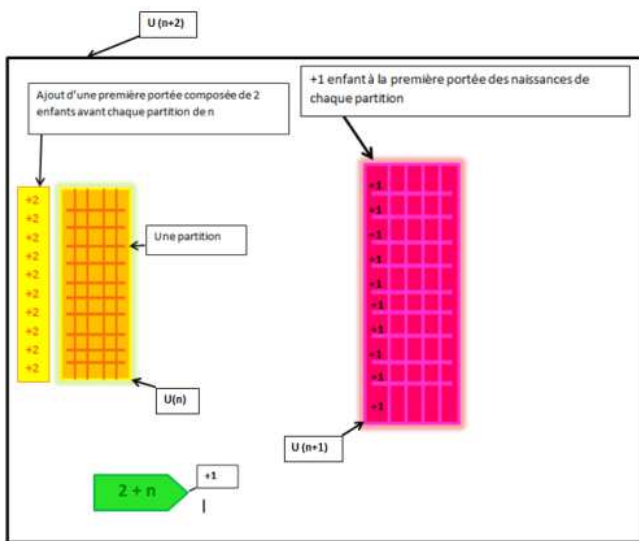 U (n+2)
Ajout d'une première portée composée de 2
enfants avant chaque partition de n
+1 enfant à la première portée des naissances de
chaque partition
+2
+2
+2
+2
+2
+2
+2
+2
+2
+2
Une partition
U(n)
+1
+1
+1
+1
+1
+1
+1
+1
+1
+1
U (n+1)
2 + n
+1